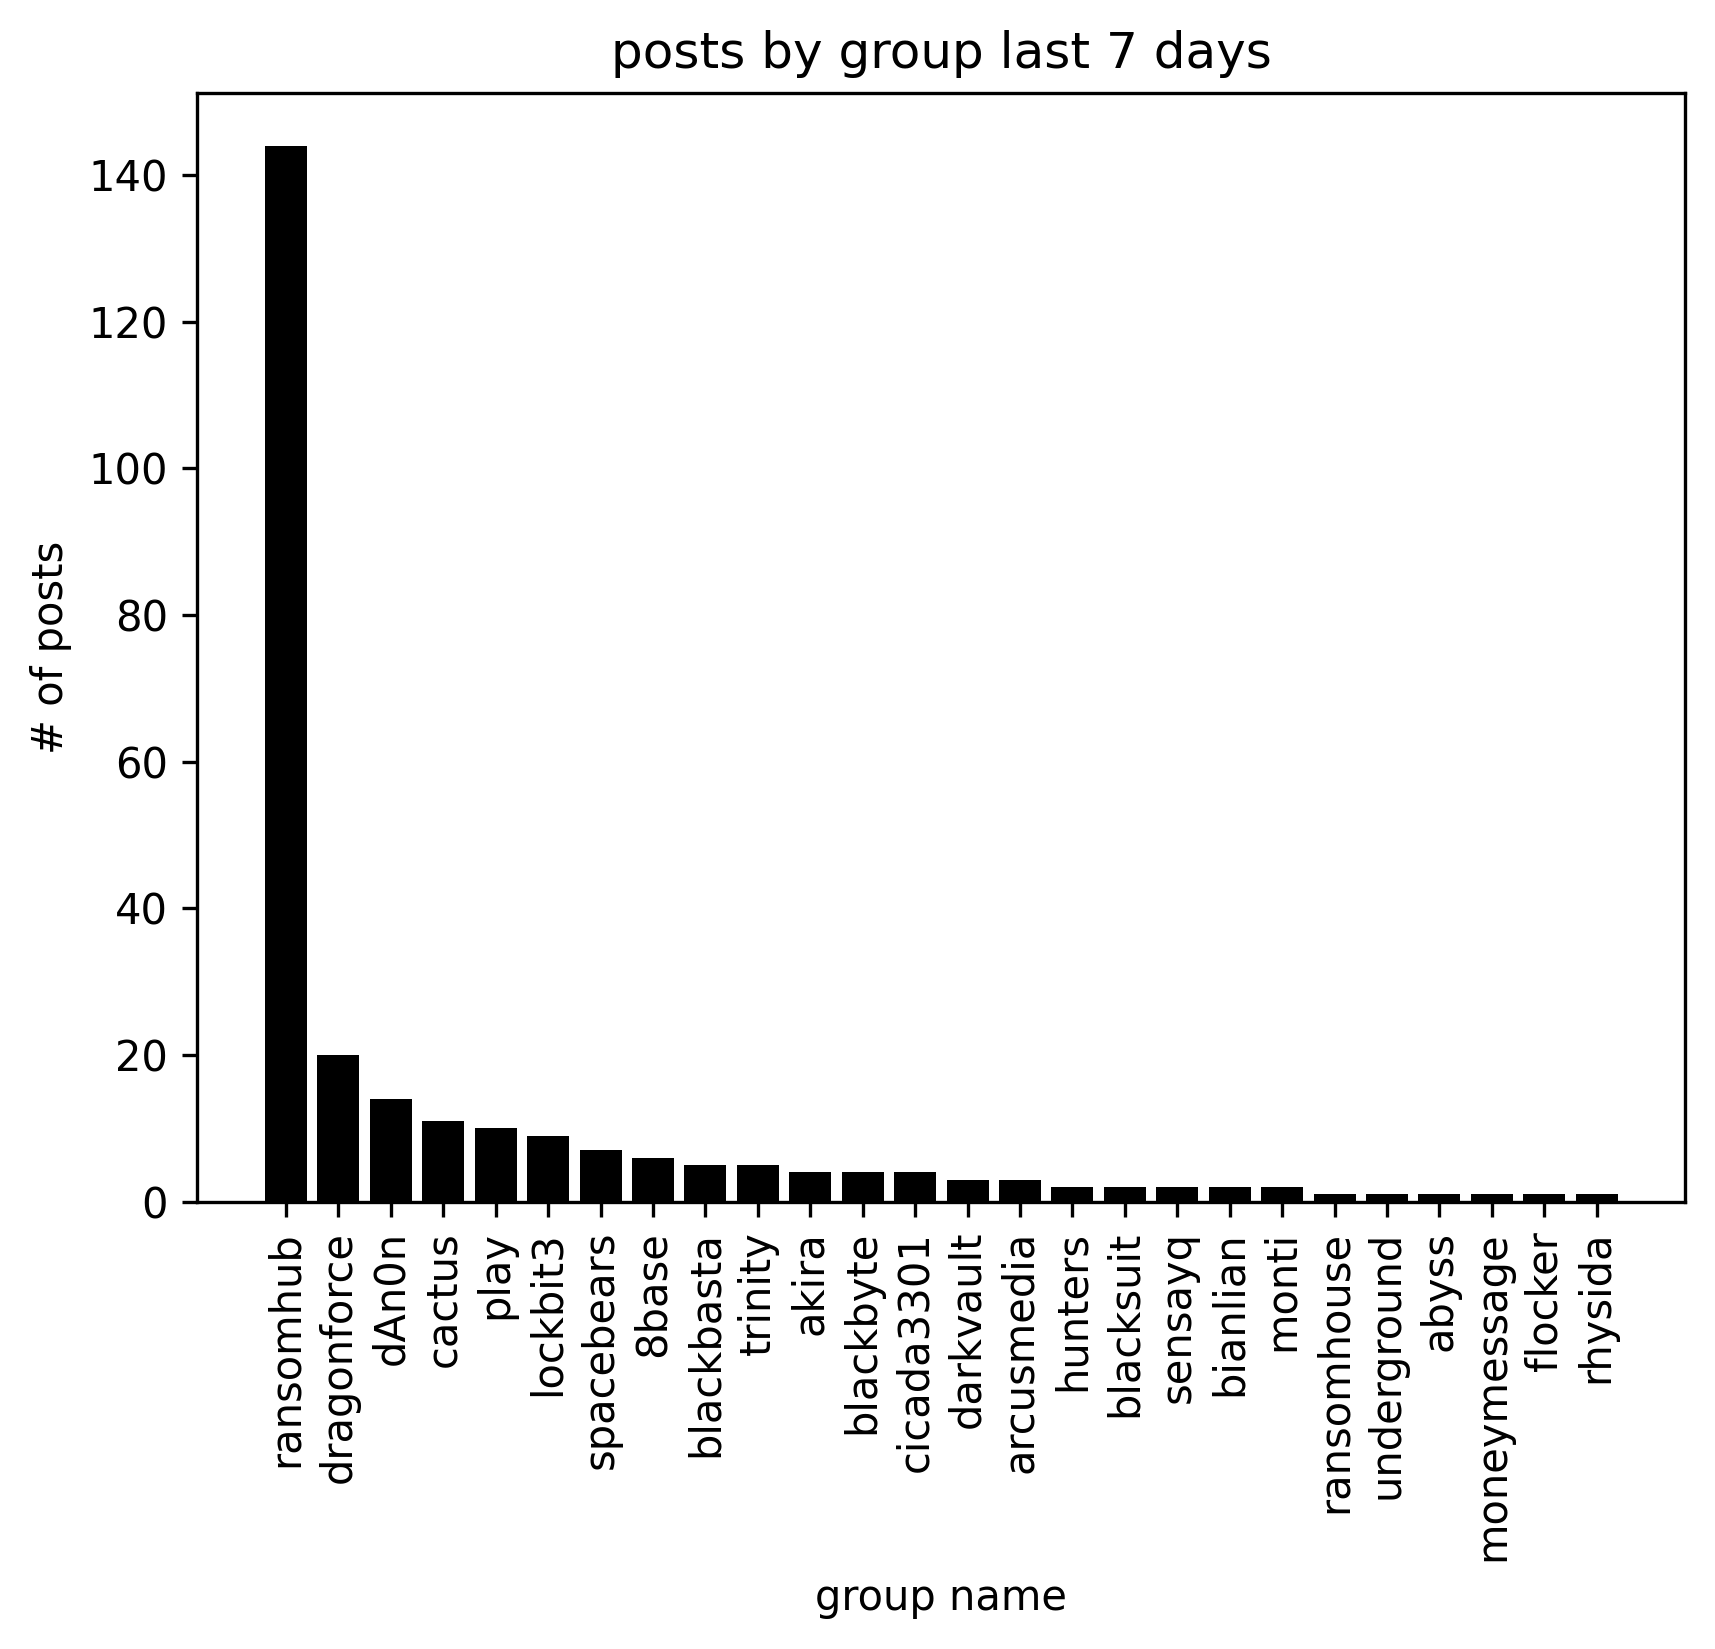 posts by group last 7 days
# of posts
140
120
100
80
60
40
20
0
ransomhub
dragonforce
dAn0n
cactus
play
lockbit3
spacebears
8base
blackbasta
trinity
akira
blackbyte
cicada3301
darkvault
arcusmedia
hunters
blacksuit
sensayq
bianlian
monti
ransomhouse
underground
abyss
moneymessage
flocker
rhysida
group name